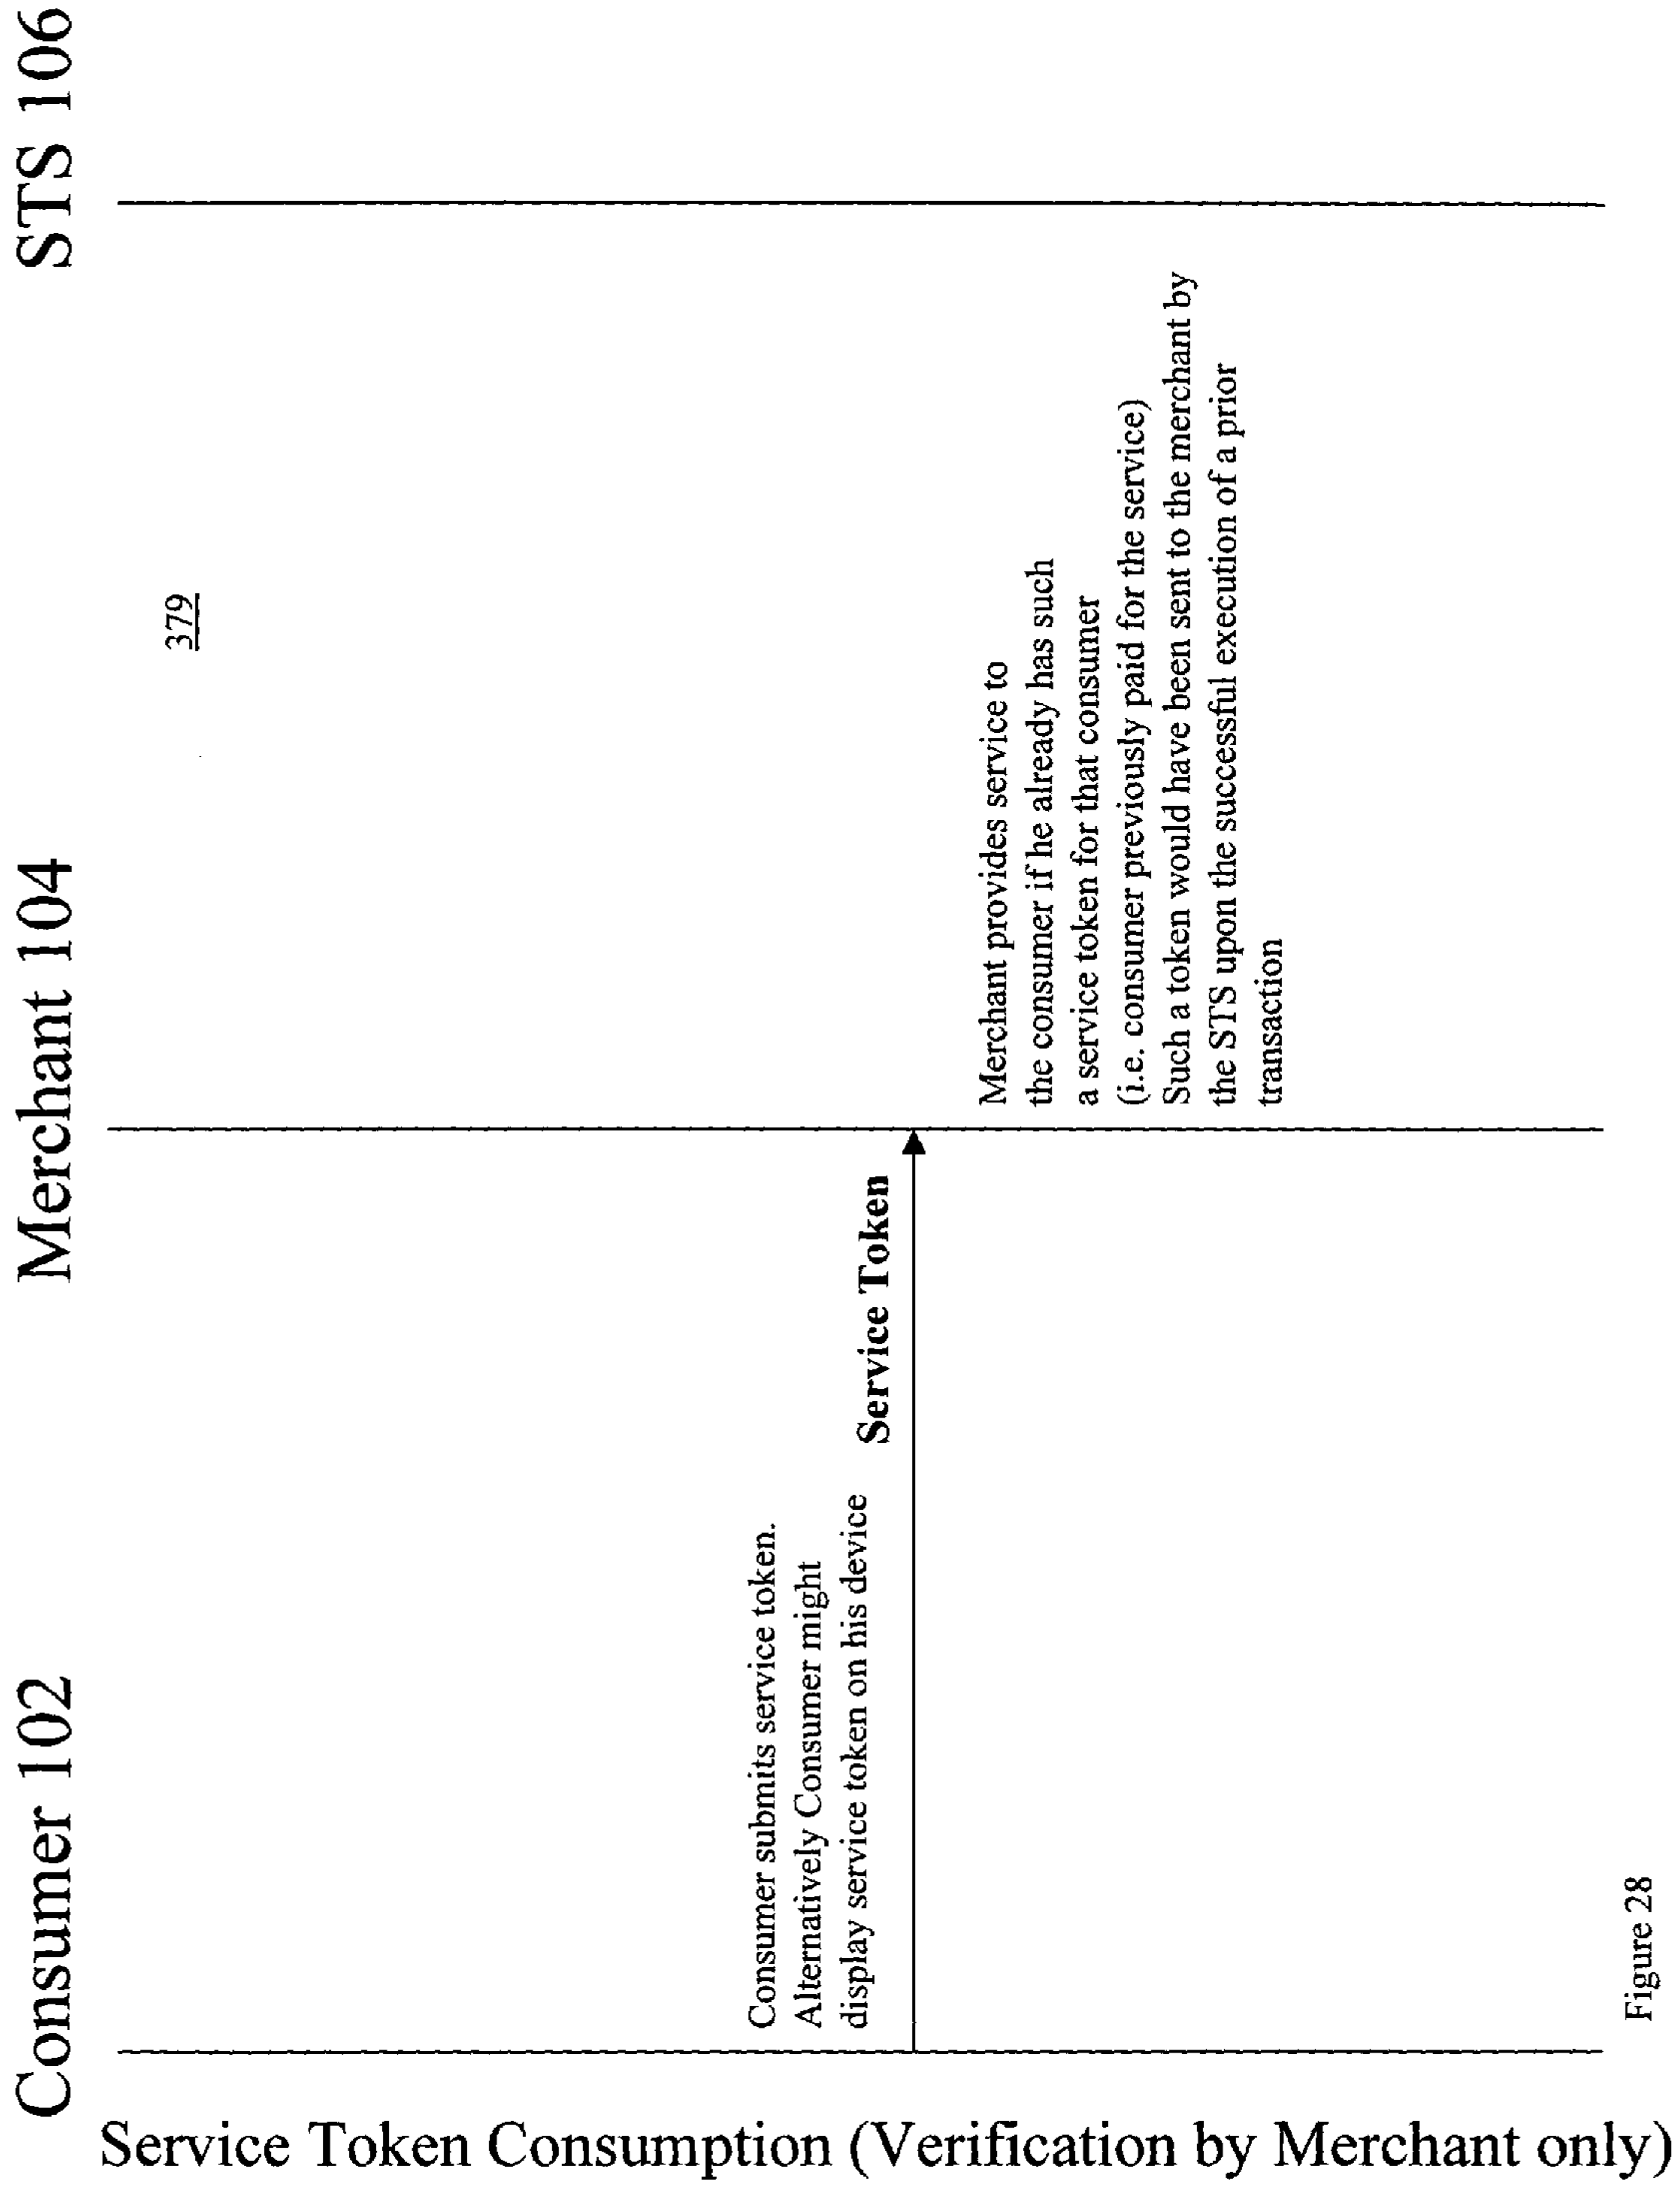 Consumer 102
Merchant 104
STS 106
379
Consumer submits service token.
Alternatively Consumer might
display service token on his device
Service Token
Merchant provides service to
the consumer if he already has such
a service token for that consumer
(i.e. consumer previously paid for the service)
Such a token would have been sent to the merchant by
the STS upon the successful execution of a prior
transaction
Figure 28
Service Token Consumption (Verification by Merchant only)